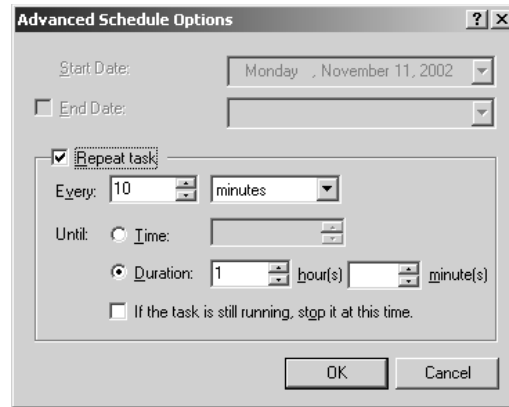 Advanced Schedule Options
Start Date: Monday , November 11, 2002
End Date:
Repeat task
Every: 10 minutes
Until: Time:
Duration: 1 hour(s) minute(s)
If the task is still running, stop it at this time.
OK Cancel